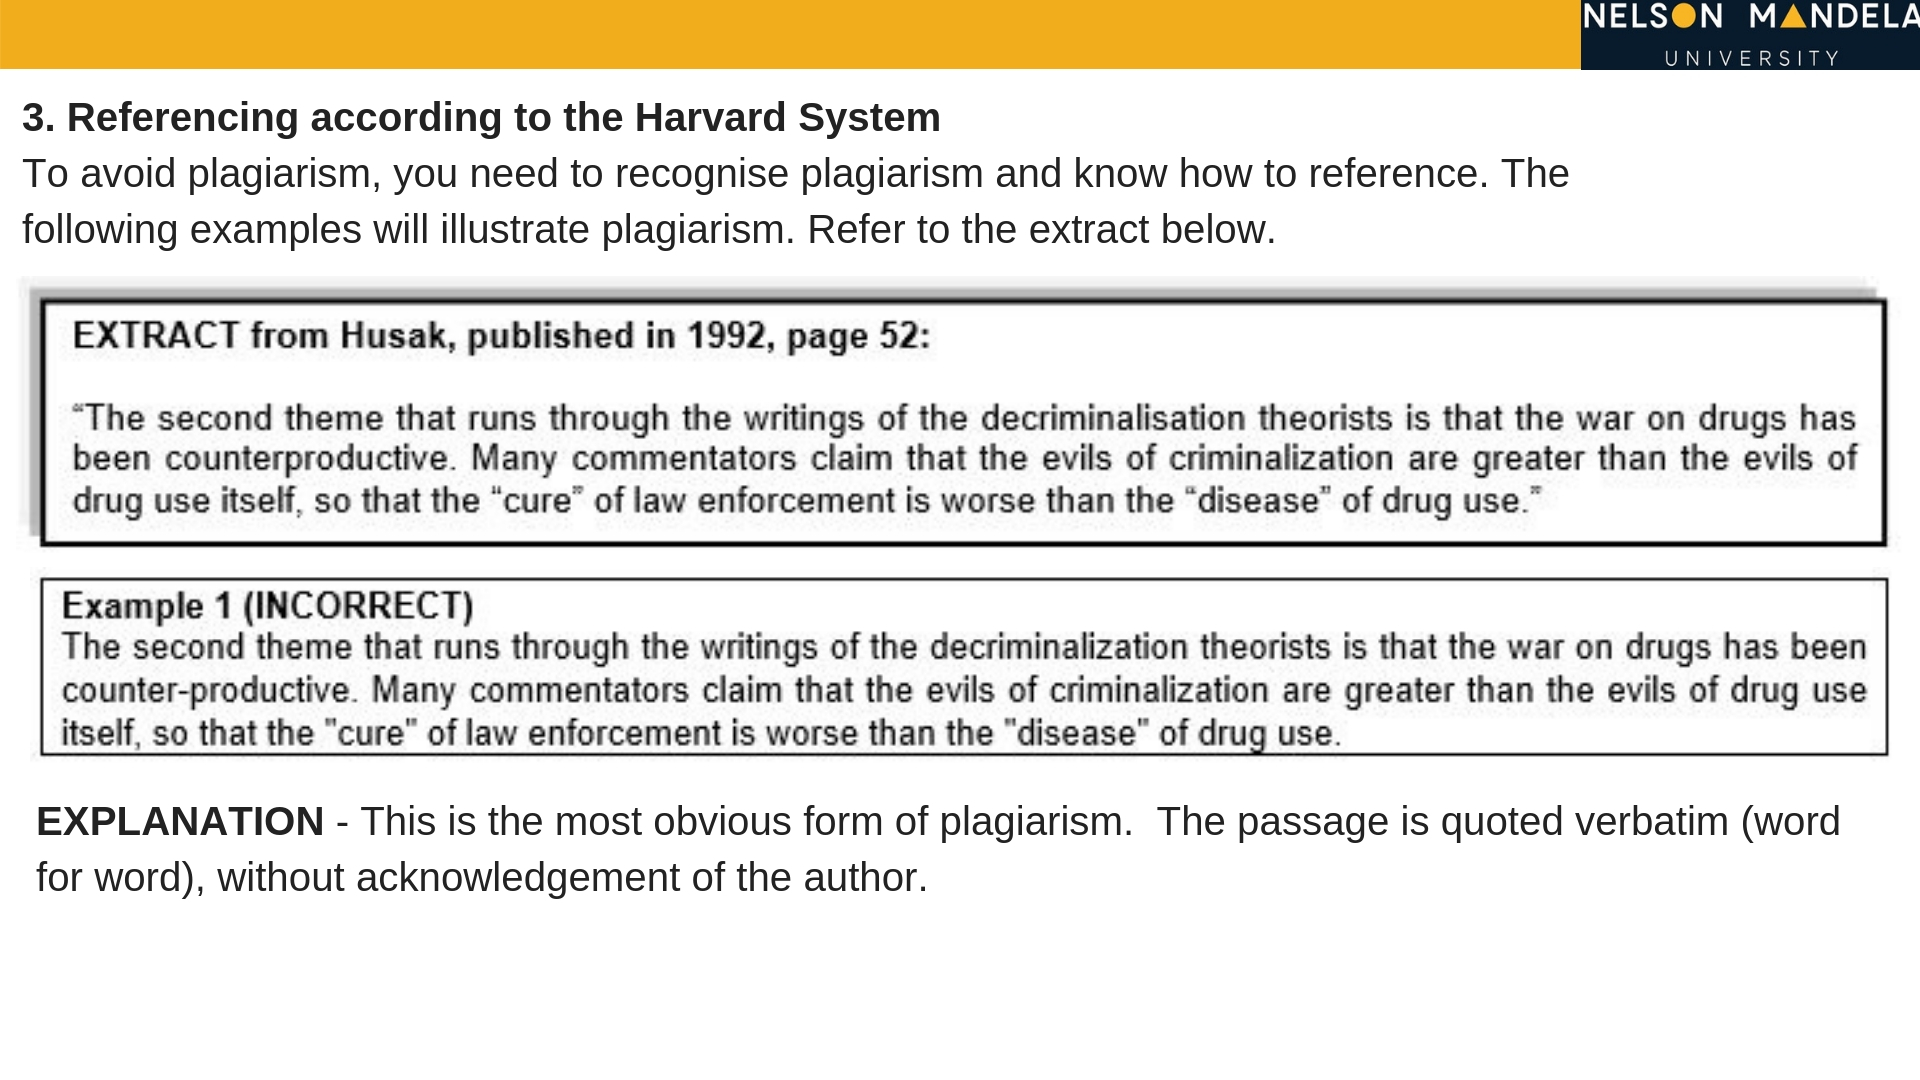 NELSON MANDELA
UNIVERSITY
3. Referencing according to the Harvard System
To avoid plagiarism, you need to recognise plagiarism and know how to reference. The
following examples will illustrate plagiarism. Refer to the extract below.
EXTRACT from Husak, published in 1992, page 52:
“The second theme that runs through the writings of the decriminalisation theorists is that the war on drugs has
been counterproductive. Many commentators claim that the evils of criminalization are greater than the evils of
drug use itself, so that the “cure” of law enforcement is worse than the “disease” of drug use.”
Example 1 (INCORRECT)
The second theme that runs through the writings of the decriminalization theorists is that the war on drugs has been
counter-productive. Many commentators claim that the evils of criminalization are greater than the evils of drug use
itself, so that the "cure" of law enforcement is worse than the "disease" of drug use.
EXPLANATION - This is the most obvious form of plagiarism.  The passage is quoted verbatim (word
for word), without acknowledgement of the author.